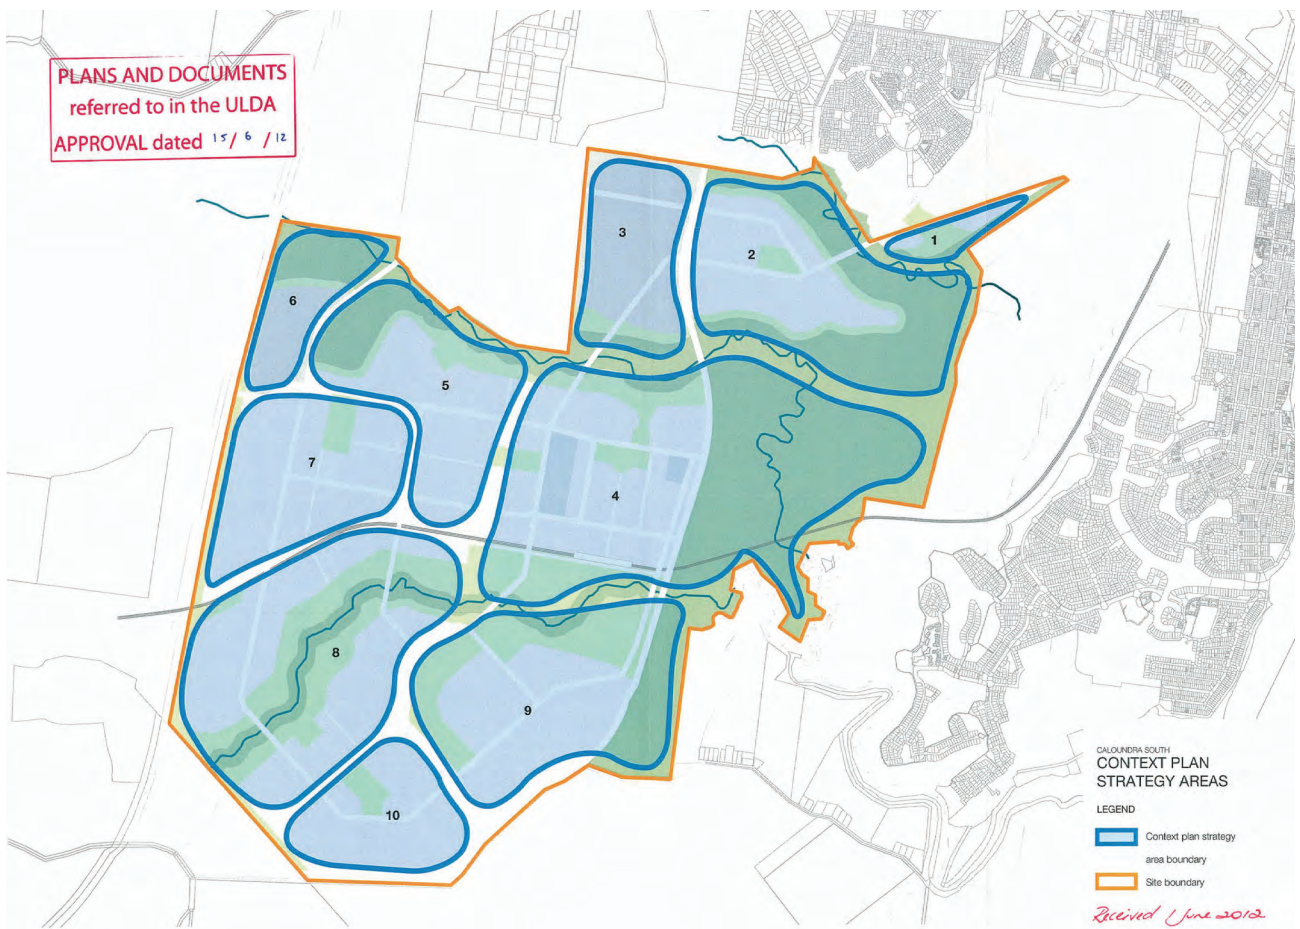 PLANS AND DOCUMENTS
referred to in the ULDA
APPROVAL dated 15/ 6 / 12
1
2
3
4
5
6
7
8
9
10
CALOUNDRA SOUTH
CONTEXT PLAN
STRATEGY AREAS
LEGEND
Context plan strategy
area boundary
Site boundary
Received 1 June 2012